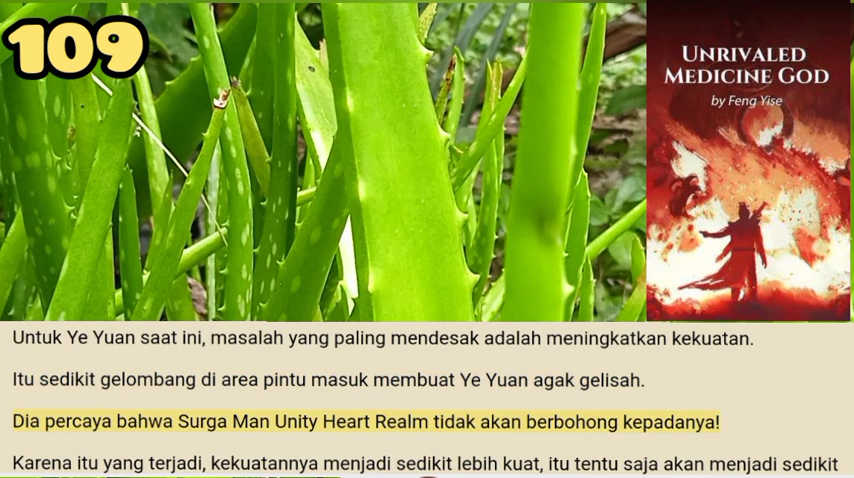 109
UNRIVALED
MEDICINE GOD
by Feng Yise
Untuk Ye Yuan saat ini, masalah yang paling mendesak adalah meningkatkan kekuatan.
Itu sedikit gelombang di area pintu masuk membuat Ye Yuan agak gelisah.
Dia percaya bahwa Surga Man Unity Heart Realm tidak akan berbohong kepadanya!
Karena itu yang terjadi, kekuatannya menjadi sedikit lebih kuat, itu tentu saja akan menjadi sedikit